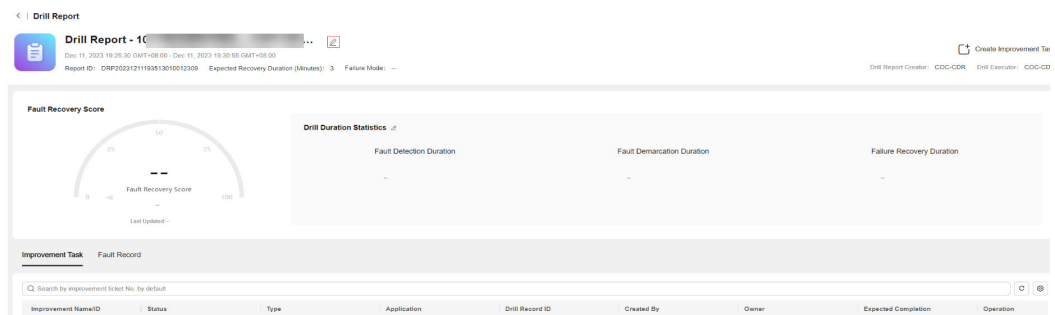 < | Drill Report
Drill Report - 10 ...
Dec 11, 2023 19:25:30 GMT+08:00 - Dec 11, 2023 19:30:55 GMT+08:00
Report ID: DRP20231211193513010012309 Expected Recovery Duration (Minutes): 3 Failure Mode: --
Create Improvement Tas
Drill Report Creator: COC-CDR Drill Executor: COC-CD
Fault Recovery Score
0 25 50 75 100
--
Fault Recovery Score
--
Last Updated --
Drill Duration Statistics
Fault Detection Duration Fault Demarcation Duration Failure Recovery Duration
-- -- --
Improvement Task Fault Record
Search by improvement ticket No. by default
Improvement Name/ID Status Type Application Drill Record ID Created By Owner Expected Completion Operation